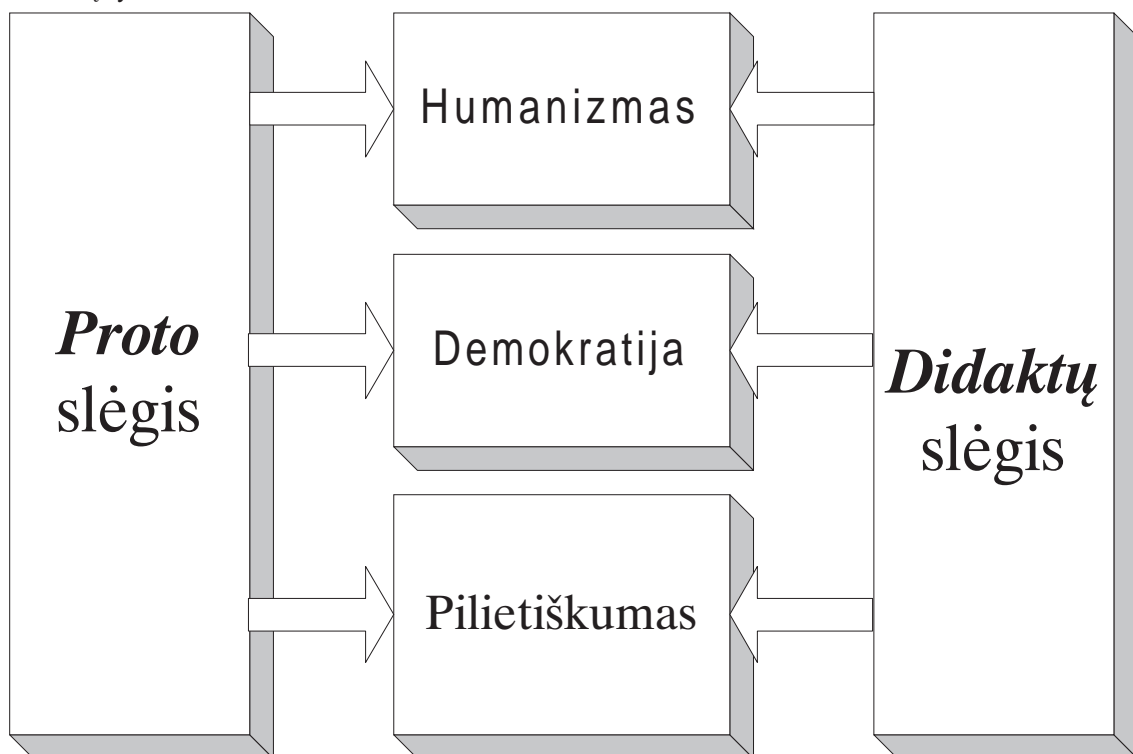 Proto
slėgis
Humanizmas
Demokratija
Pilietiškumas
Didaktų
slėgis